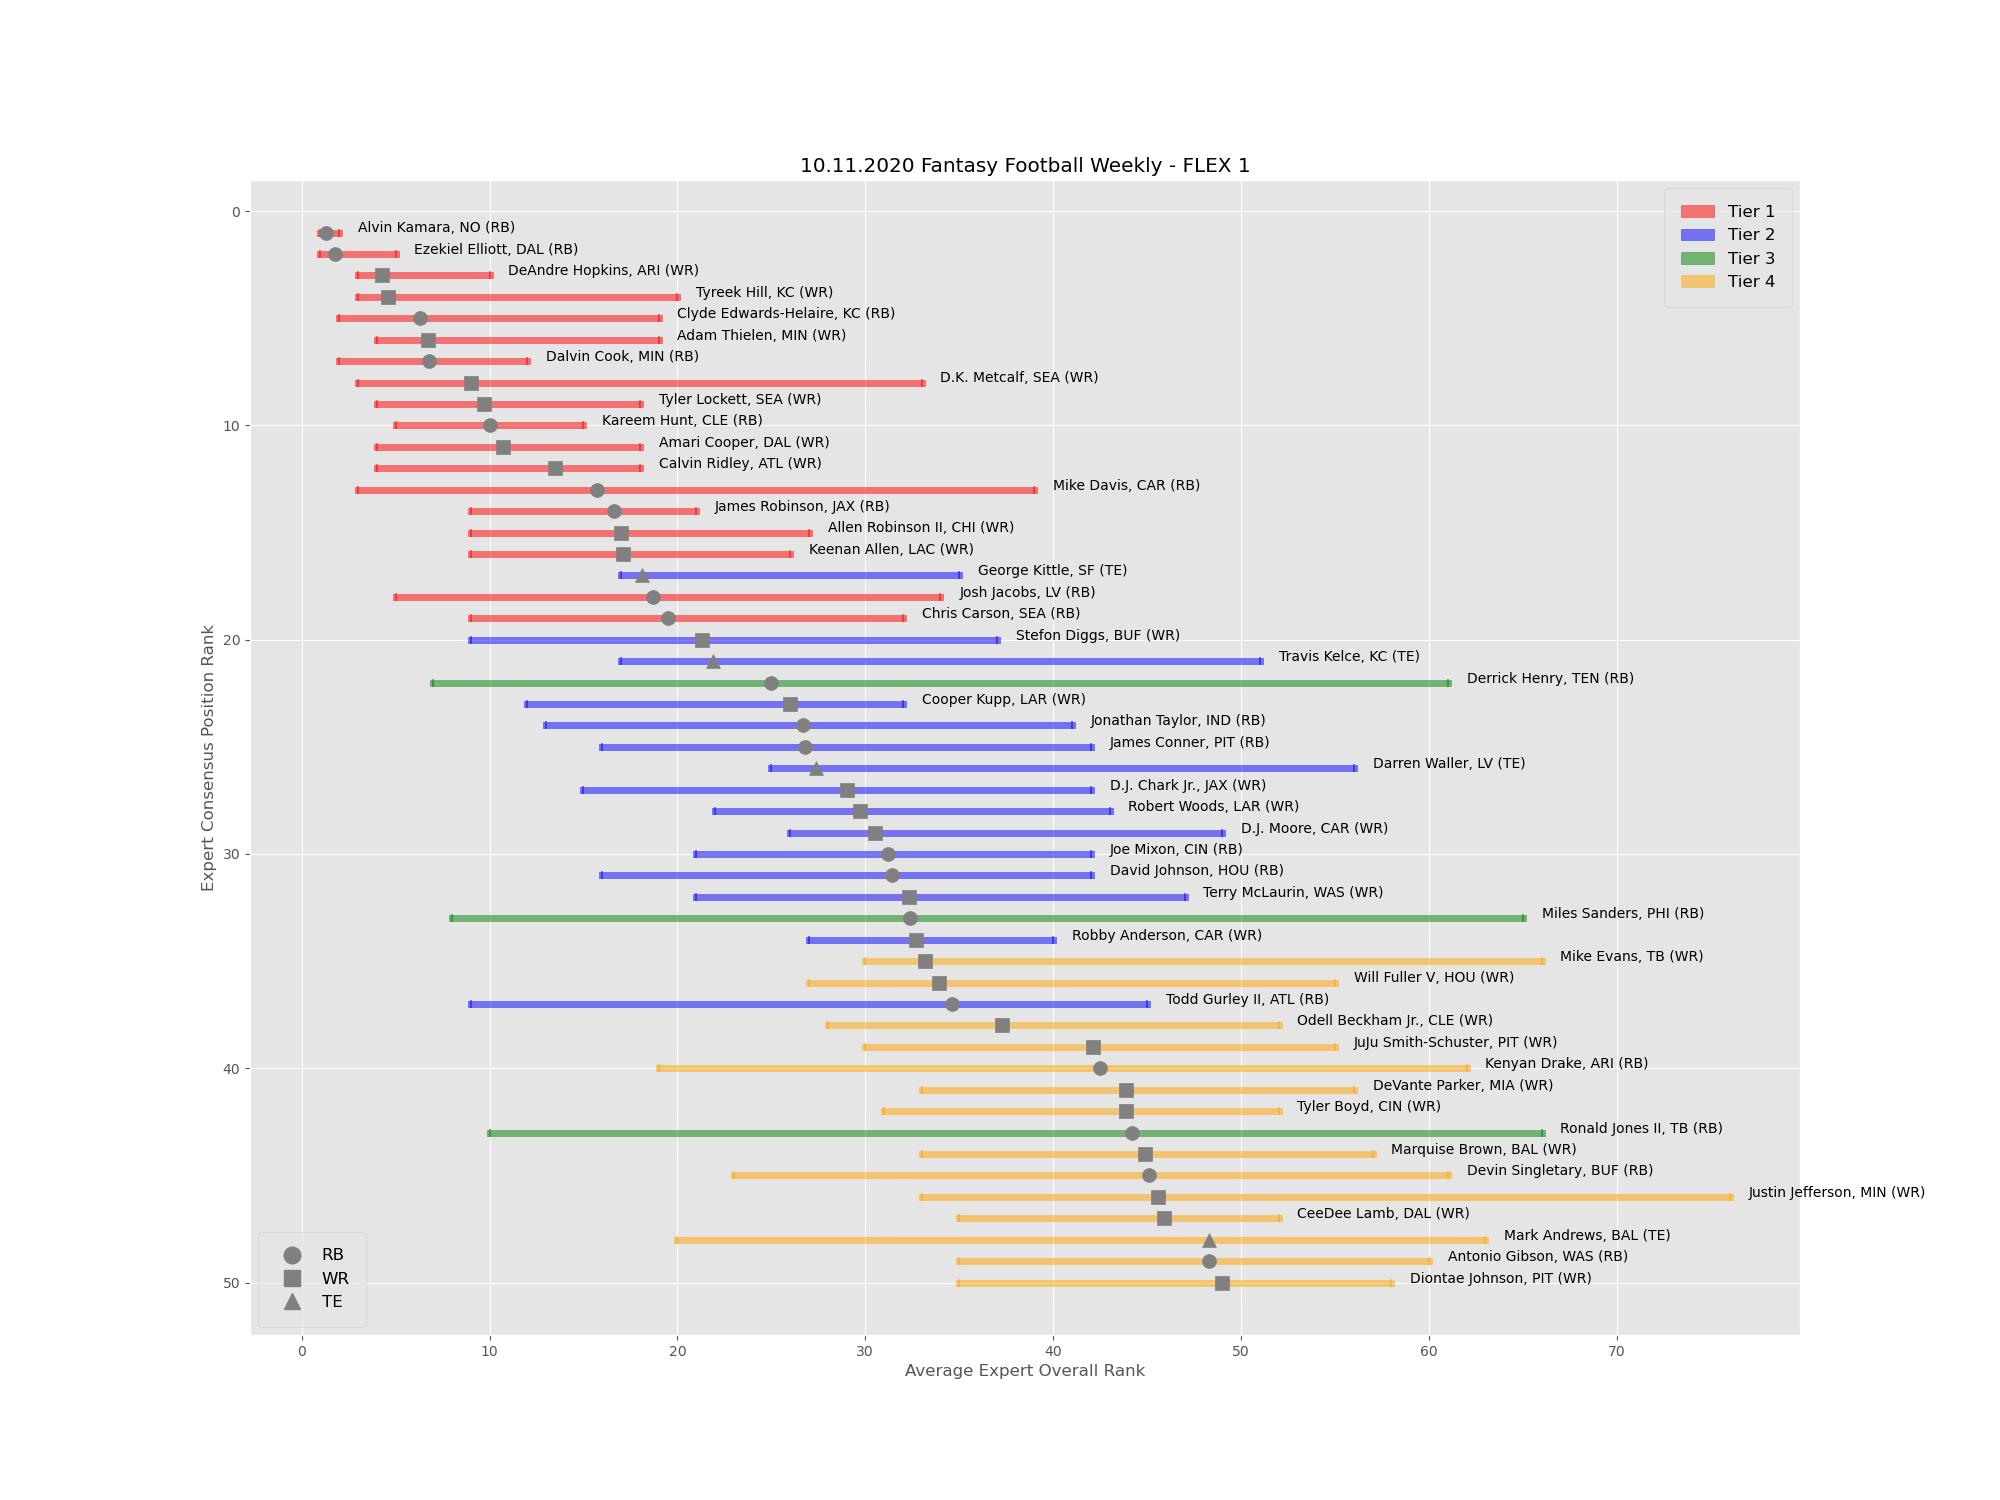 10.11.2020 Fantasy Football Weekly - FLEX 1
Tier 1
Tier 2
Tier 3
Tier 4
Alvin Kamara, NO (RB)
Ezekiel Elliott, DAL (RB)
DeAndre Hopkins, ARI (WR)
Tyreek Hill, KC (WR)
Clyde Edwards-Helaire, KC (RB)
Adam Thielen, MIN (WR)
Dalvin Cook, MIN (RB)
D.K. Metcalf, SEA (WR)
Tyler Lockett, SEA (WR)
Kareem Hunt, CLE (RB)
Amari Cooper, DAL (WR)
Calvin Ridley, ATL (WR)
Mike Davis, CAR (RB)
James Robinson, JAX (RB)
Allen Robinson II, CHI (WR)
Keenan Allen, LAC (WR)
George Kittle, SF (TE)
Josh Jacobs, LV (RB)
Chris Carson, SEA (RB)
Stefon Diggs, BUF (WR)
Travis Kelce, KC (TE)
Derrick Henry, TEN (RB)
Cooper Kupp, LAR (WR)
Jonathan Taylor, IND (RB)
James Conner, PIT (RB)
Darren Waller, LV (TE)
D.J. Chark Jr., JAX (WR)
Robert Woods, LAR (WR)
D.J. Moore, CAR (WR)
Joe Mixon, CIN (RB)
David Johnson, HOU (RB)
Terry McLaurin, WAS (WR)
Miles Sanders, PHI (RB)
Robby Anderson, CAR (WR)
Mike Evans, TB (WR)
Will Fuller V, HOU (WR)
Todd Gurley II, ATL (RB)
Odell Beckham Jr., CLE (WR)
JuJu Smith-Schuster, PIT (WR)
Kenyan Drake, ARI (RB)
DeVante Parker, MIA (WR)
Tyler Boyd, CIN (WR)
Ronald Jones II, TB (RB)
Marquise Brown, BAL (WR)
Devin Singletary, BUF (RB)
Justin Jefferson, MIN (WR)
CeeDee Lamb, DAL (WR)
Mark Andrews, BAL (TE)
Antonio Gibson, WAS (RB)
Diontae Johnson, PIT (WR)
RB
WR
TE
Expert Consensus Position Rank
0
10
20
30
40
50
0 10 20 30 40 50 60 70
Average Expert Overall Rank